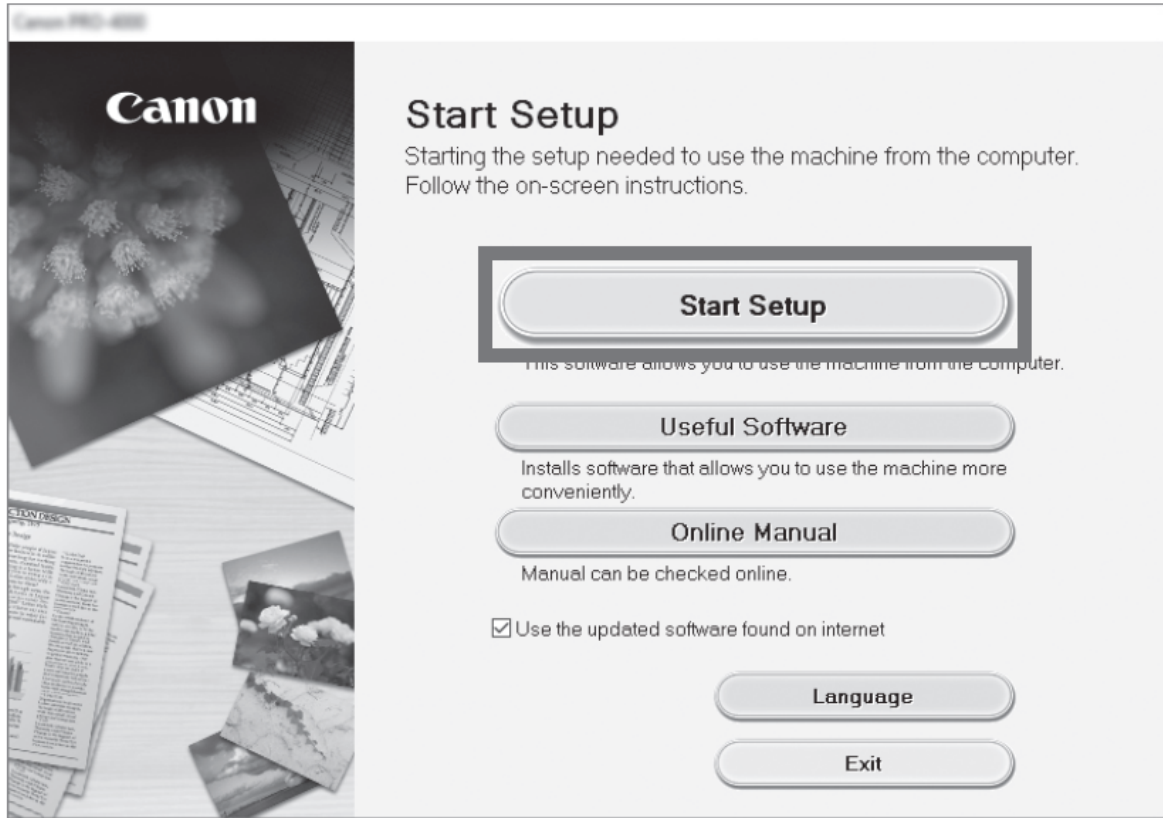 Canon PRO-4000
Canon
Start Setup
Starting the setup needed to use the machine from the computer.
Follow the on-screen instructions.
Start Setup
This software allows you to use the machine from the computer.
Useful Software
Installs software that allows you to use the machine more
conveniently.
Online Manual
Manual can be checked online.
Use the updated software found on internet
Language
Exit